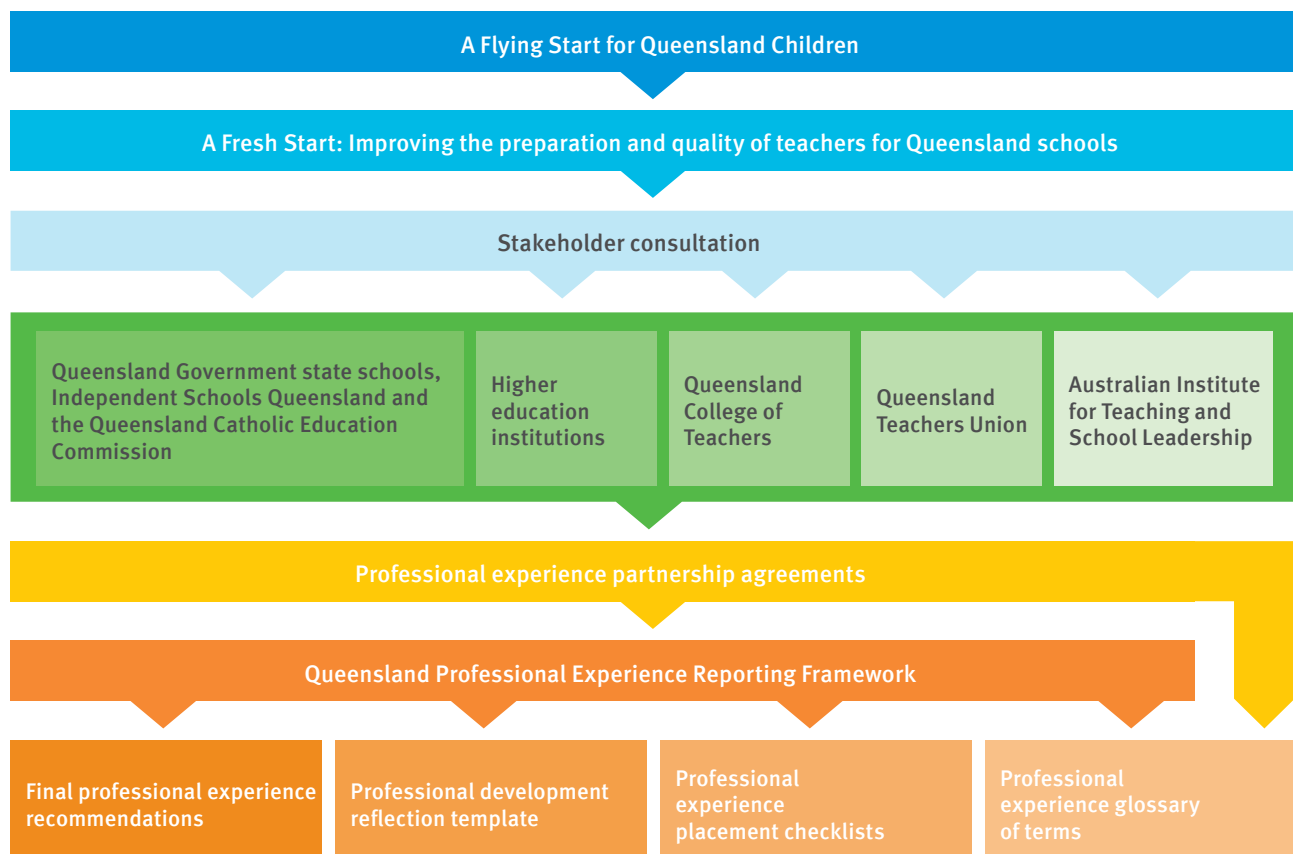 A Flying Start for Queensland Children
A Fresh Start: Improving the preparation and quality of teachers for Queensland schools
Stakeholder consultation
Queensland Government state schools,
Independent Schools Queensland and
the Queensland Catholic Education
Commission
Higher
education
institutions
Queensland
College of
Teachers
Queensland
Teachers Union
Australian Institute
for Teaching and
School Leadership
Professional experience partnership agreements
Queensland Professional Experience Reporting Framework
Final professional experience
recommendations
Professional development
reflection template
Professional
experience
placement checklists
Professional
experience glossary
of terms